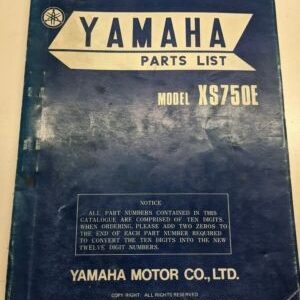 YAMAHA
PARTS LIST
MODEL XS750E
NOTICE
ALL PART NUMBERS CONTAINED IN THIS
CATALOGUE ARE COMPRISED OF TEN DIGITS.
WHEN ORDERING, PLEASE ADD TWO ZEROS TO
THE END OF EACH PART NUMBER REQUIRED
TO CONVERT THE TEN DIGITS INTO THE NEW
TWELVE DIGIT NUMBERS.
YAMAHA MOTOR CO., LTD.
COPYRIGHT ALL RIGHTS RESERVED